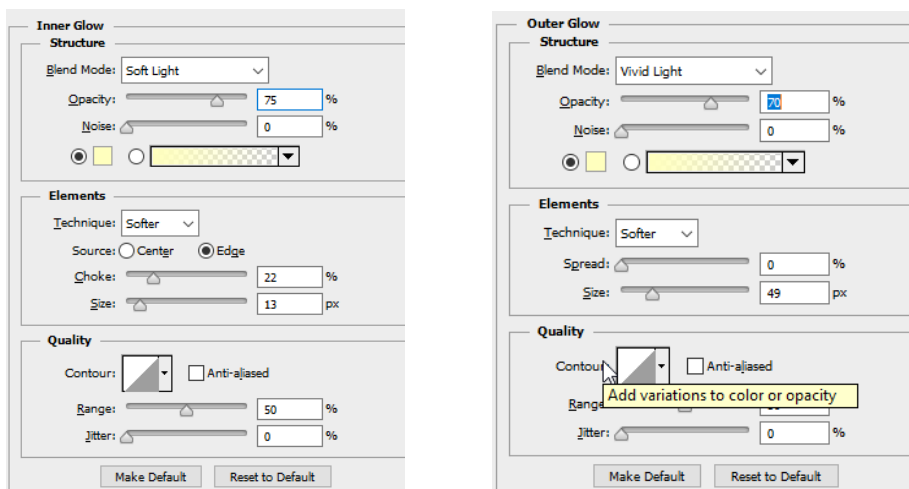 Inner Glow
Structure
Blend Mode: Soft Light
Opacity: 75 %
Noise: 0 %
Elements
Technique: Softer
Source: Center Edge
Choke: 22 %
Size: 13 px
Quality
Contour: Anti-aliased
Range: 50 %
Jitter: 0 %
Make Default Reset to Default
Outer Glow
Structure
Blend Mode: Vivid Light
Opacity: 70 %
Noise: 0 %
Elements
Technique: Softer
Spread: 0 %
Size: 49 px
Quality
Contour Anti-aliased
Add variations to color or opacity
Range
Jitter: 0 %
Make Default Reset to Default